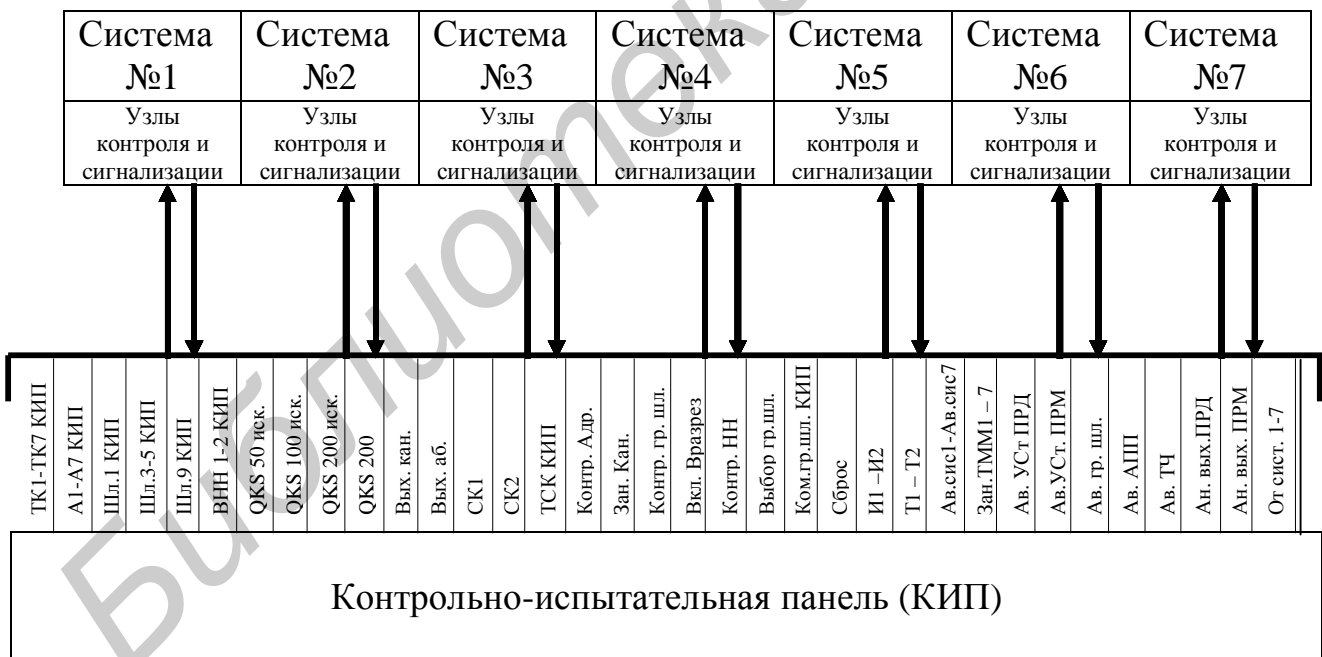 Система №1
Система №2
Система №3
Система №4
Система №5
Система №6
Система №7
Узлы контроля и сигнализации
Узлы контроля и сигнализации
Узлы контроля и сигнализации
Узлы контроля и сигнализации
Узлы контроля и сигнализации
Узлы контроля и сигнализации
Узлы контроля и сигнализации
ТК1-ТК7 КИП
А1-А7 КИП
Шл.1 КИП
Шл.3-5 КИП
Шл.9 КИП
ВНН 1-2 КИП
QKS 50 иск.
QKS 100 иск.
QKS 200 иск.
QKS 200
Вых. кан.
Вых. аб.
СК1
СК2
ТСК КИП
Контр. Адр.
Зан. Кан.
Контр. гр. шл.
Вкл. Вразрез
Контр. НН
Выбор гр.шл.
Ком.гр.шл. КИП
Сброс
И1 –И2
Т1 – Т2
Ав.сис1-Ав.сис7
Зан.ТММ1 – 7
Ав. УСт ПРД
Ав.УСт. ПРМ
Ав. гр. шл.
Ав. АПП
Ав. ТЧ
Ан. вых.ПРД
Ан. вых. ПРМ
От сист. 1-7
Контрольно-испытательная панель (КИП)
Библиотека